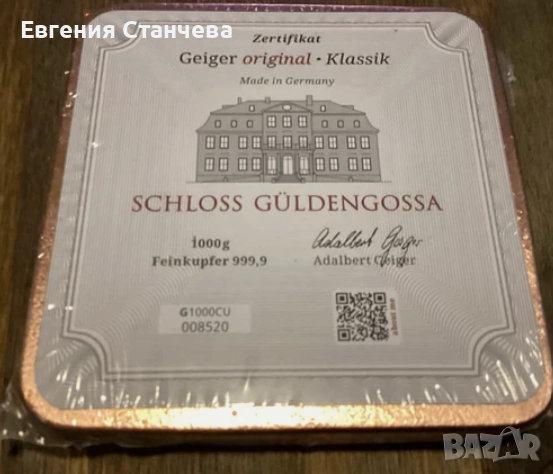 Евгения Станчева
Zertifikat
Geiger original · Klassik
Made in Germany
SCHLOSS GÜLDENGOSSA
1000g
Feinkupfer 999,9
Adalbert Geiger
Adalbert Geiger
G1000CU
008520
about me
BAZAR